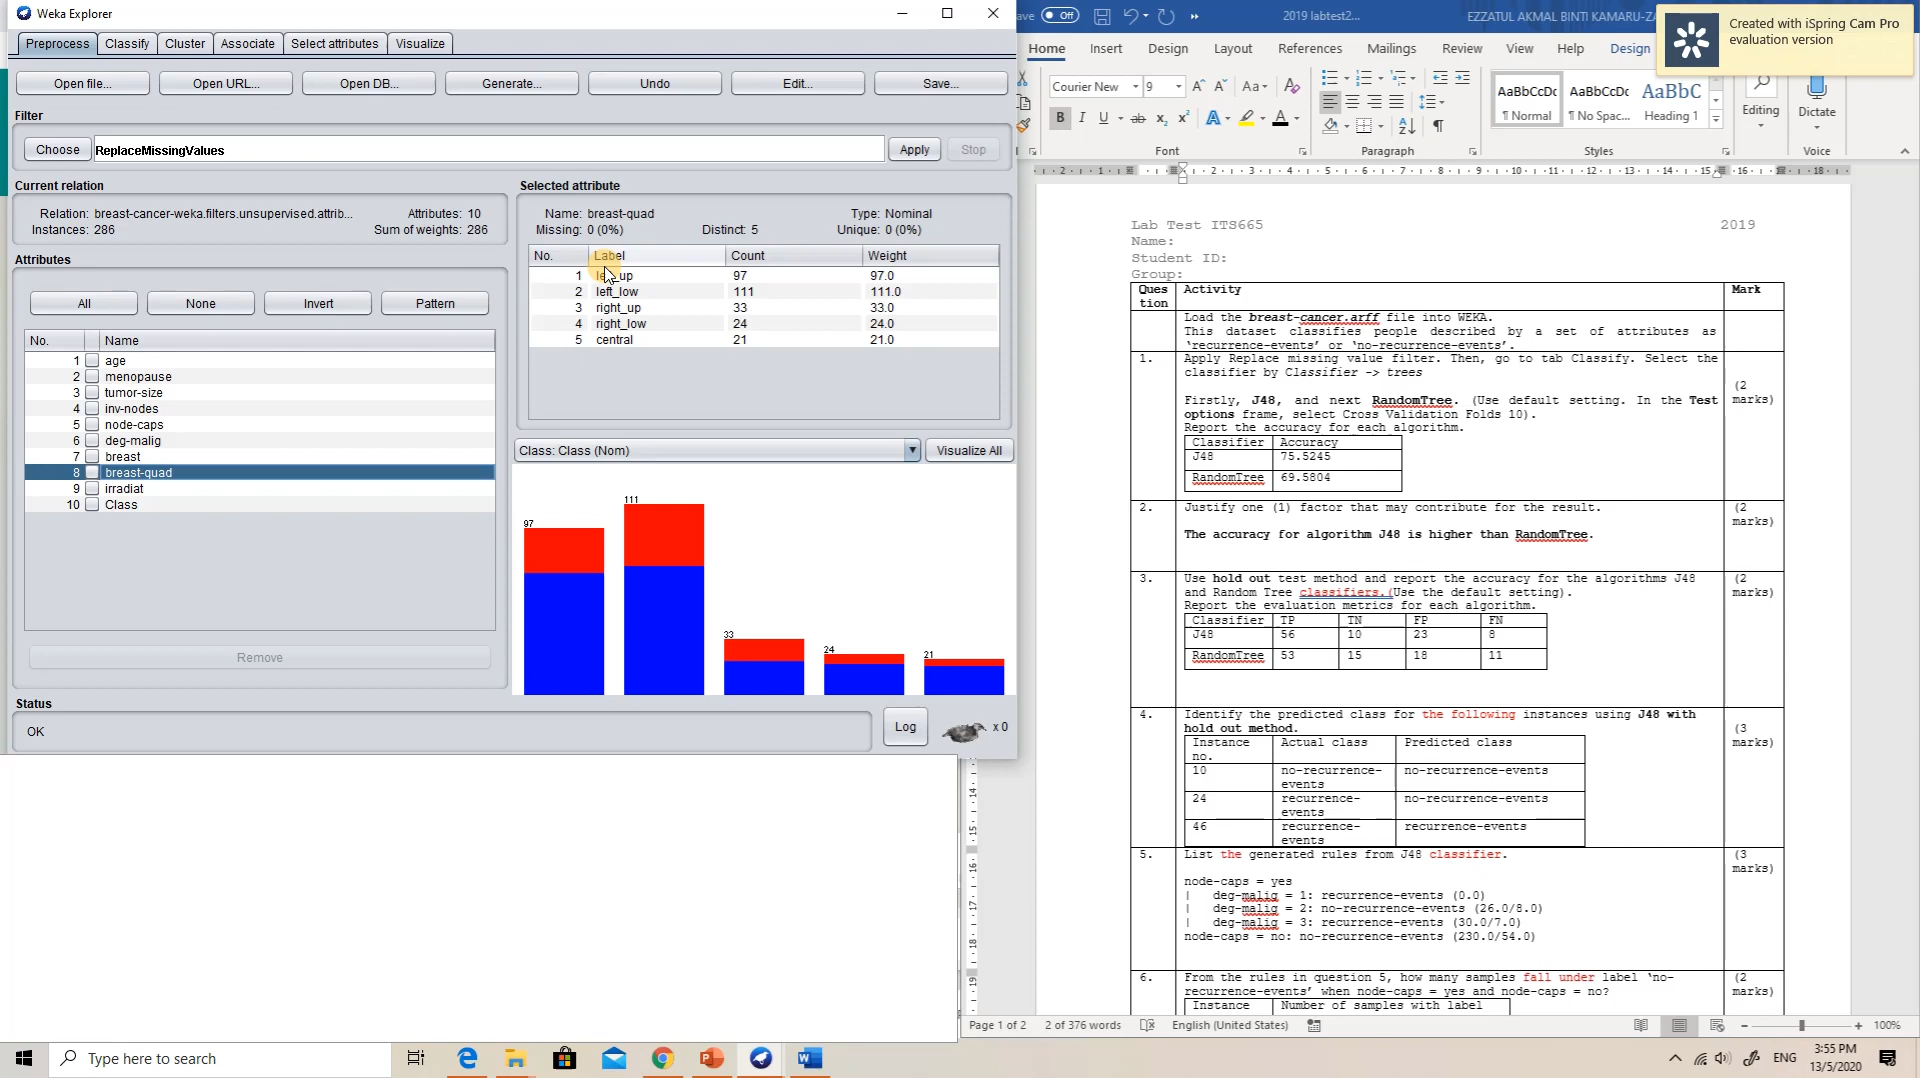 Weka Explorer
Preprocess Classify Cluster Associate Select attributes Visualize
Open file... Open URL... Open DB... Generate... Undo Edit... Save...
Filter
Choose ReplaceMissingValues Apply Stop
Current relation
Relation: breast-cancer-weka.filters.unsupervised.attrib... Attributes: 10
Instances: 286 Sum of weights: 286
Attributes
All None Invert Pattern
No. Name
1 age
2 menopause
3 tumor-size
4 inv-nodes
5 node-caps
6 deg-malig
7 breast
8 breast-quad
9 irradiat
10 Class
Remove
Status
OK
Log x 0
Selected attribute
Name: breast-quad Type: Nominal
Missing: 0 (0%) Distinct: 5 Unique: 0 (0%)
No. Label Count Weight
1 left_up 97 97.0
2 left_low 111 111.0
3 right_up 33 33.0
4 right_low 24 24.0
5 central 21 21.0
Class: Class (Nom) Visualize All
97
111
33
24
21
ave Off 2019 labtest2... EZZATUL AKMAL BINTI KAMARU-ZA
Created with iSpring Cam Pro
evaluation version
Home Insert Design Layout References Mailings Review View Help Design
Courier New 9
AaBbCcDc AaBbCcDc AaBbC
¶ Normal ¶ No Spac... Heading 1
Editing Dictate
Font Paragraph Styles Voice
Lab Test ITS665 2019
Name:
Student ID:
Group:
Ques
tion Activity Mark
Load the breast-cancer.arff file into WEKA.
This dataset classifies people described by a set of attributes as
‘recurrence-events’ or ‘no-recurrence-events’.
1. Apply Replace missing value filter. Then, go to tab Classify. Select the
classifier by Classifier -> trees
(2
marks)
Firstly, J48, and next RandomTree. (Use default setting. In the Test
options frame, select Cross Validation Folds 10).
Report the accuracy for each algorithm.
Classifier Accuracy
J48 75.5245
RandomTree 69.5804
2. Justify one (1) factor that may contribute for the result. (2
marks)
The accuracy for algorithm J48 is higher than RandomTree.
3. Use hold out test method and report the accuracy for the algorithms J48 (2
and Random Tree classifiers.(Use the default setting). marks)
Report the evaluation metrics for each algorithm.
Classifier TP TN FP FN
J48 56 10 23 8
RandomTree 53 15 18 11
4. Identify the predicted class for the following instances using J48 with
hold out method. (3
marks)
Instance Actual class Predicted class
no.
10 no-recurrence- no-recurrence-events
events
24 recurrence- no-recurrence-events
events
46 recurrence- recurrence-events
events
5. List the generated rules from J48 classifier. (3
marks)
node-caps = yes
| deg-malig = 1: recurrence-events (0.0)
| deg-malig = 2: no-recurrence-events (26.0/8.0)
| deg-malig = 3: recurrence-events (30.0/7.0)
node-caps = no: no-recurrence-events (230.0/54.0)
6. From the rules in question 5, how many samples fall under label ‘no- (2
recurrence-events’ when node-caps = yes and node-caps = no? marks)
Instance Number of samples with label
Page 1 of 2 2 of 376 words English (United States) 100%
Type here to search
ENG 3:55 PM
13/5/2020